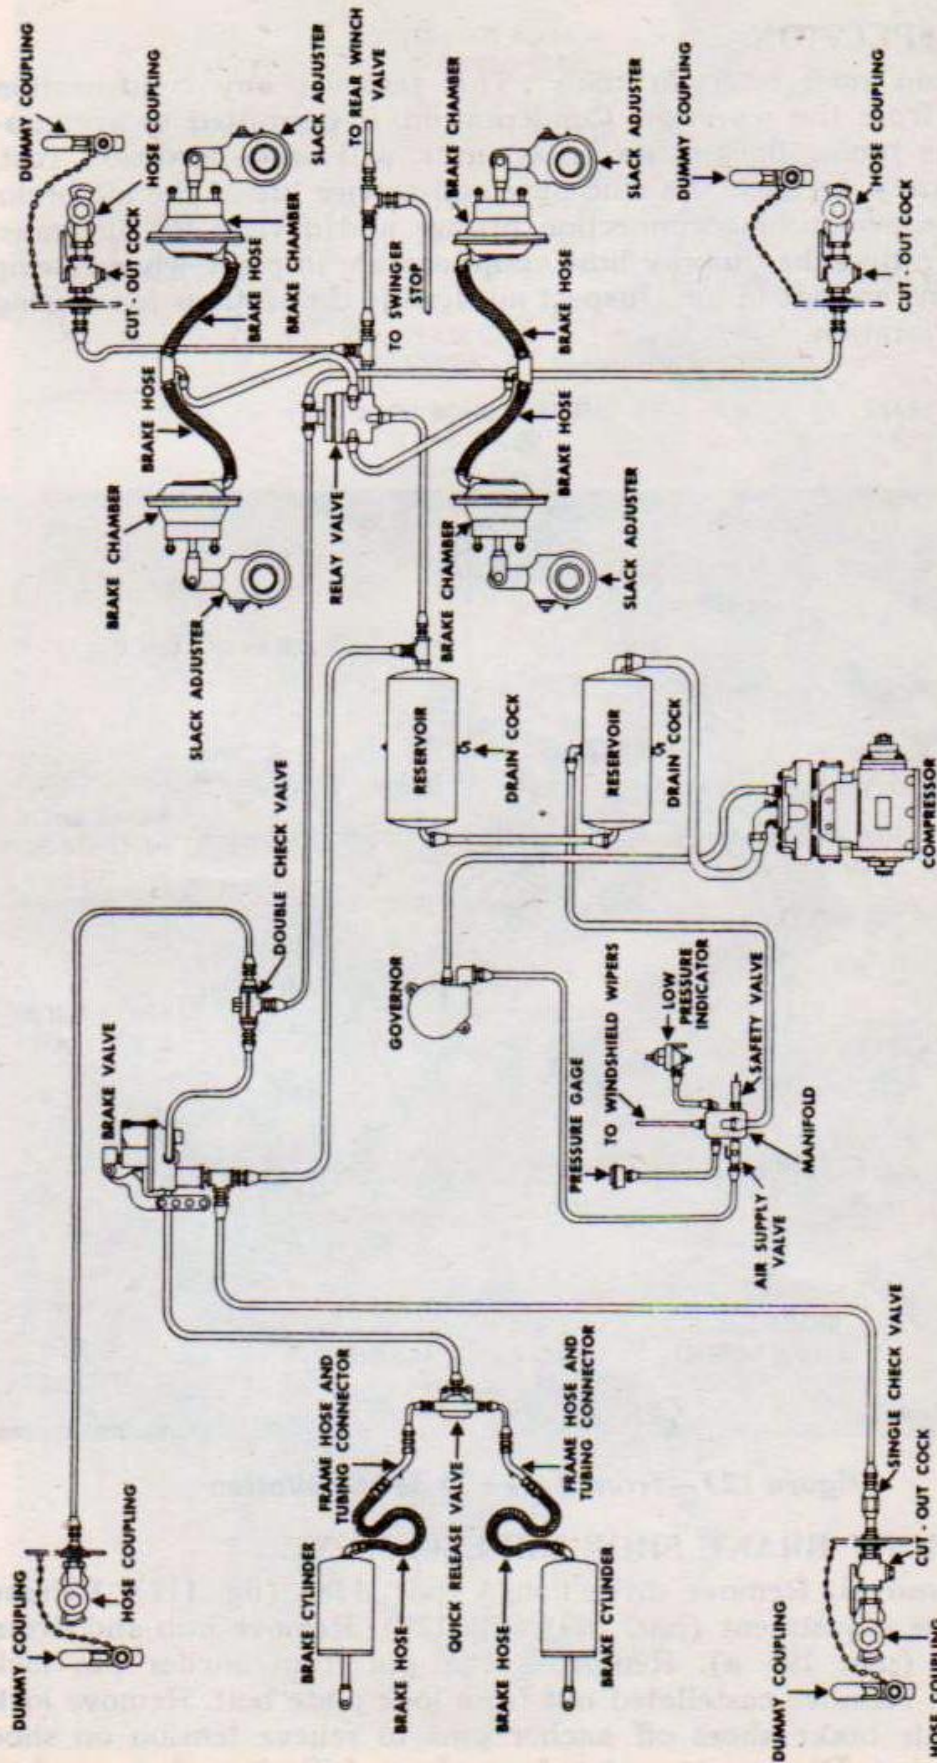 DUMMY COUPLING
HOSE COUPLING
FRAME HOSE AND
TUBING CONNECTOR
BRAKE CYLINDER
BRAKE HOSE
QUICK RELEASE VALVE
BRAKE HOSE
BRAKE CYLINDER
FRAME HOSE AND
TUBING CONNECTOR
DUMMY COUPLING
HOSE COUPLING
CUT - OUT COCK
SINGLE CHECK VALVE
BRAKE VALVE
DOUBLE CHECK VALVE
GOVERNOR
PRESSURE GAGE
TO WINDSHIELD WIPERS
LOW
PRESSURE
INDICATOR
SAFETY VALVE
MANIFOLD
AIR SUPPLY
VALVE
RESERVOIR
DRAIN COCK
RESERVOIR
DRAIN COCK
COMPRESSOR
BRAKE CHAMBER
SLACK ADJUSTER
BRAKE HOSE
RELAY VALVE
BRAKE CHAMBER
SLACK ADJUSTER
BRAKE HOSE
DUMMY COUPLING
HOSE COUPLING
CUT - OUT COCK
BRAKE HOSE
BRAKE CHAMBER
SLACK ADJUSTER
TO REAR WINCH
VALVE
TO SWINGER
STOP
BRAKE CHAMBER
BRAKE HOSE
SLACK ADJUSTER
DUMMY COUPLING
HOSE COUPLING
CUT - OUT COCK